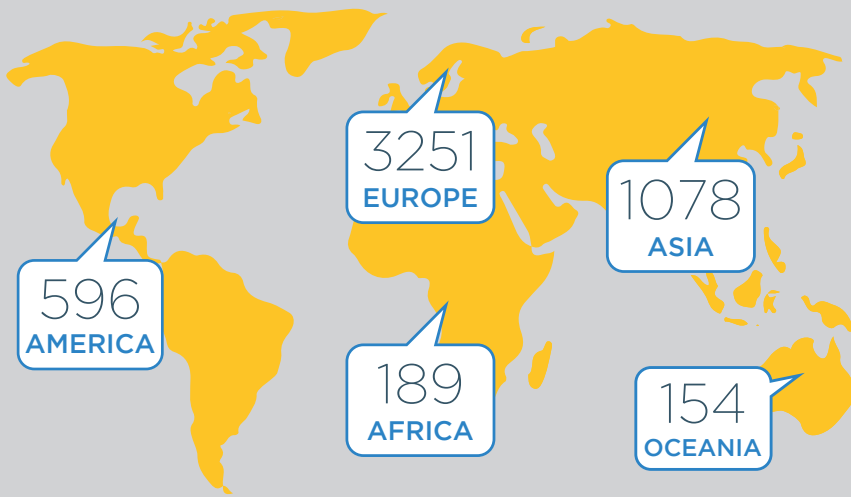 3251
EUROPE
1078
ASIA
596
AMERICA
189
AFRICA
154
OCEANIA